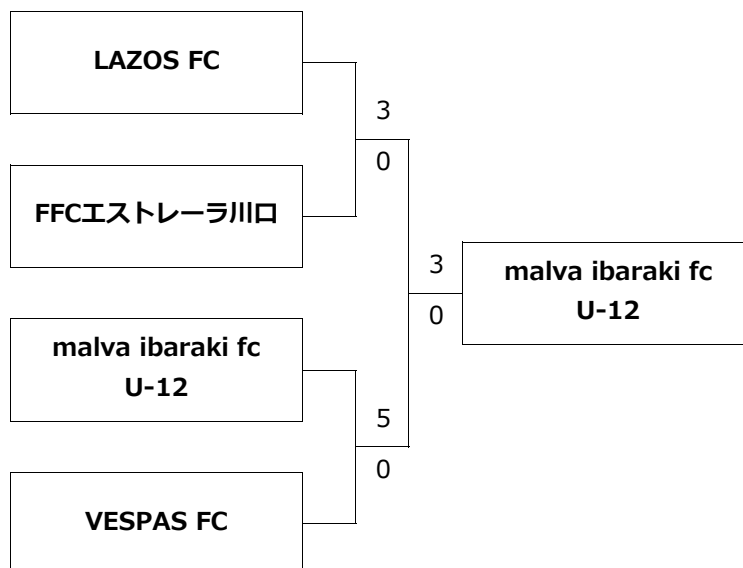 LAZOS FC
3
0
FFCエストレーラ川口
3
0
malva ibaraki fc
U-12
malva ibaraki fc
U-12
5
0
VESPAS FC